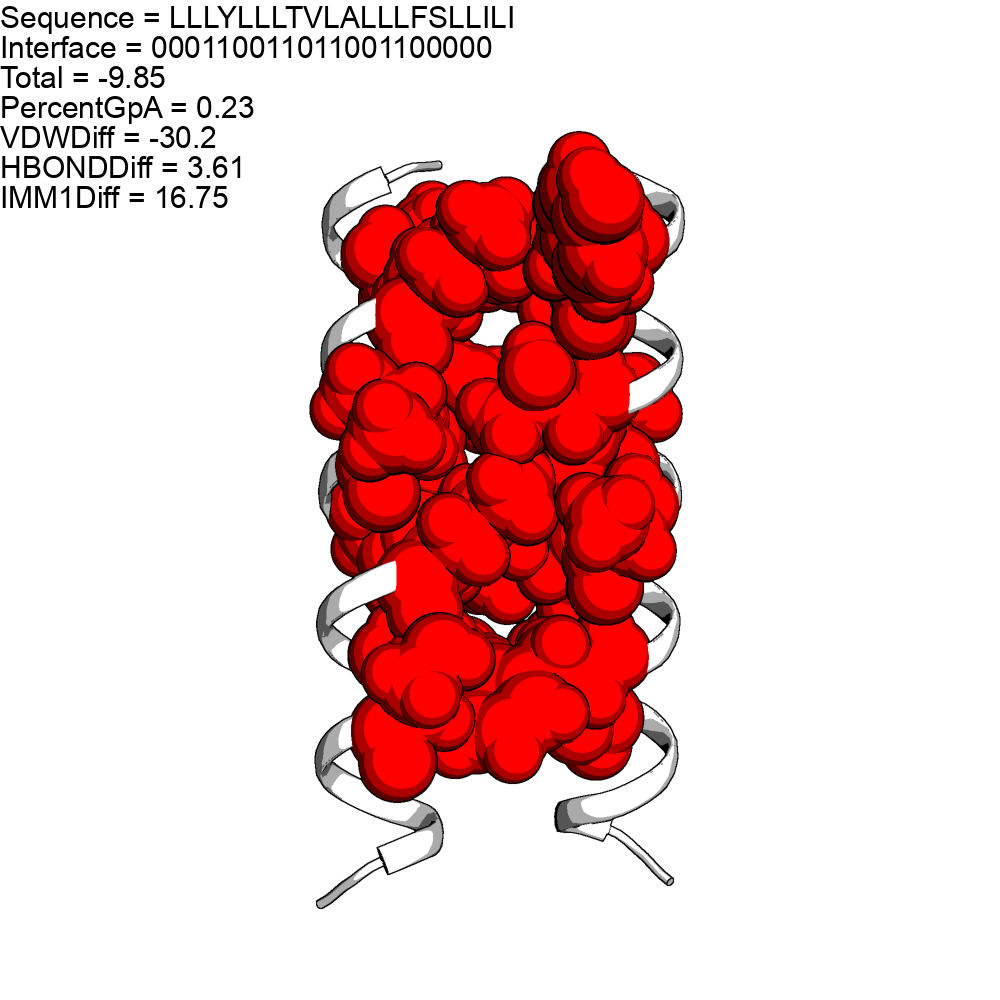 Sequence = LLLYLLLTVLALLLFSLLILI
Interface = 000110011011001100000
Total = -9.85
PercentGpA = 0.23
VDWDiff = -30.2
HBONDDiff = 3.61
IMM1Diff = 16.75